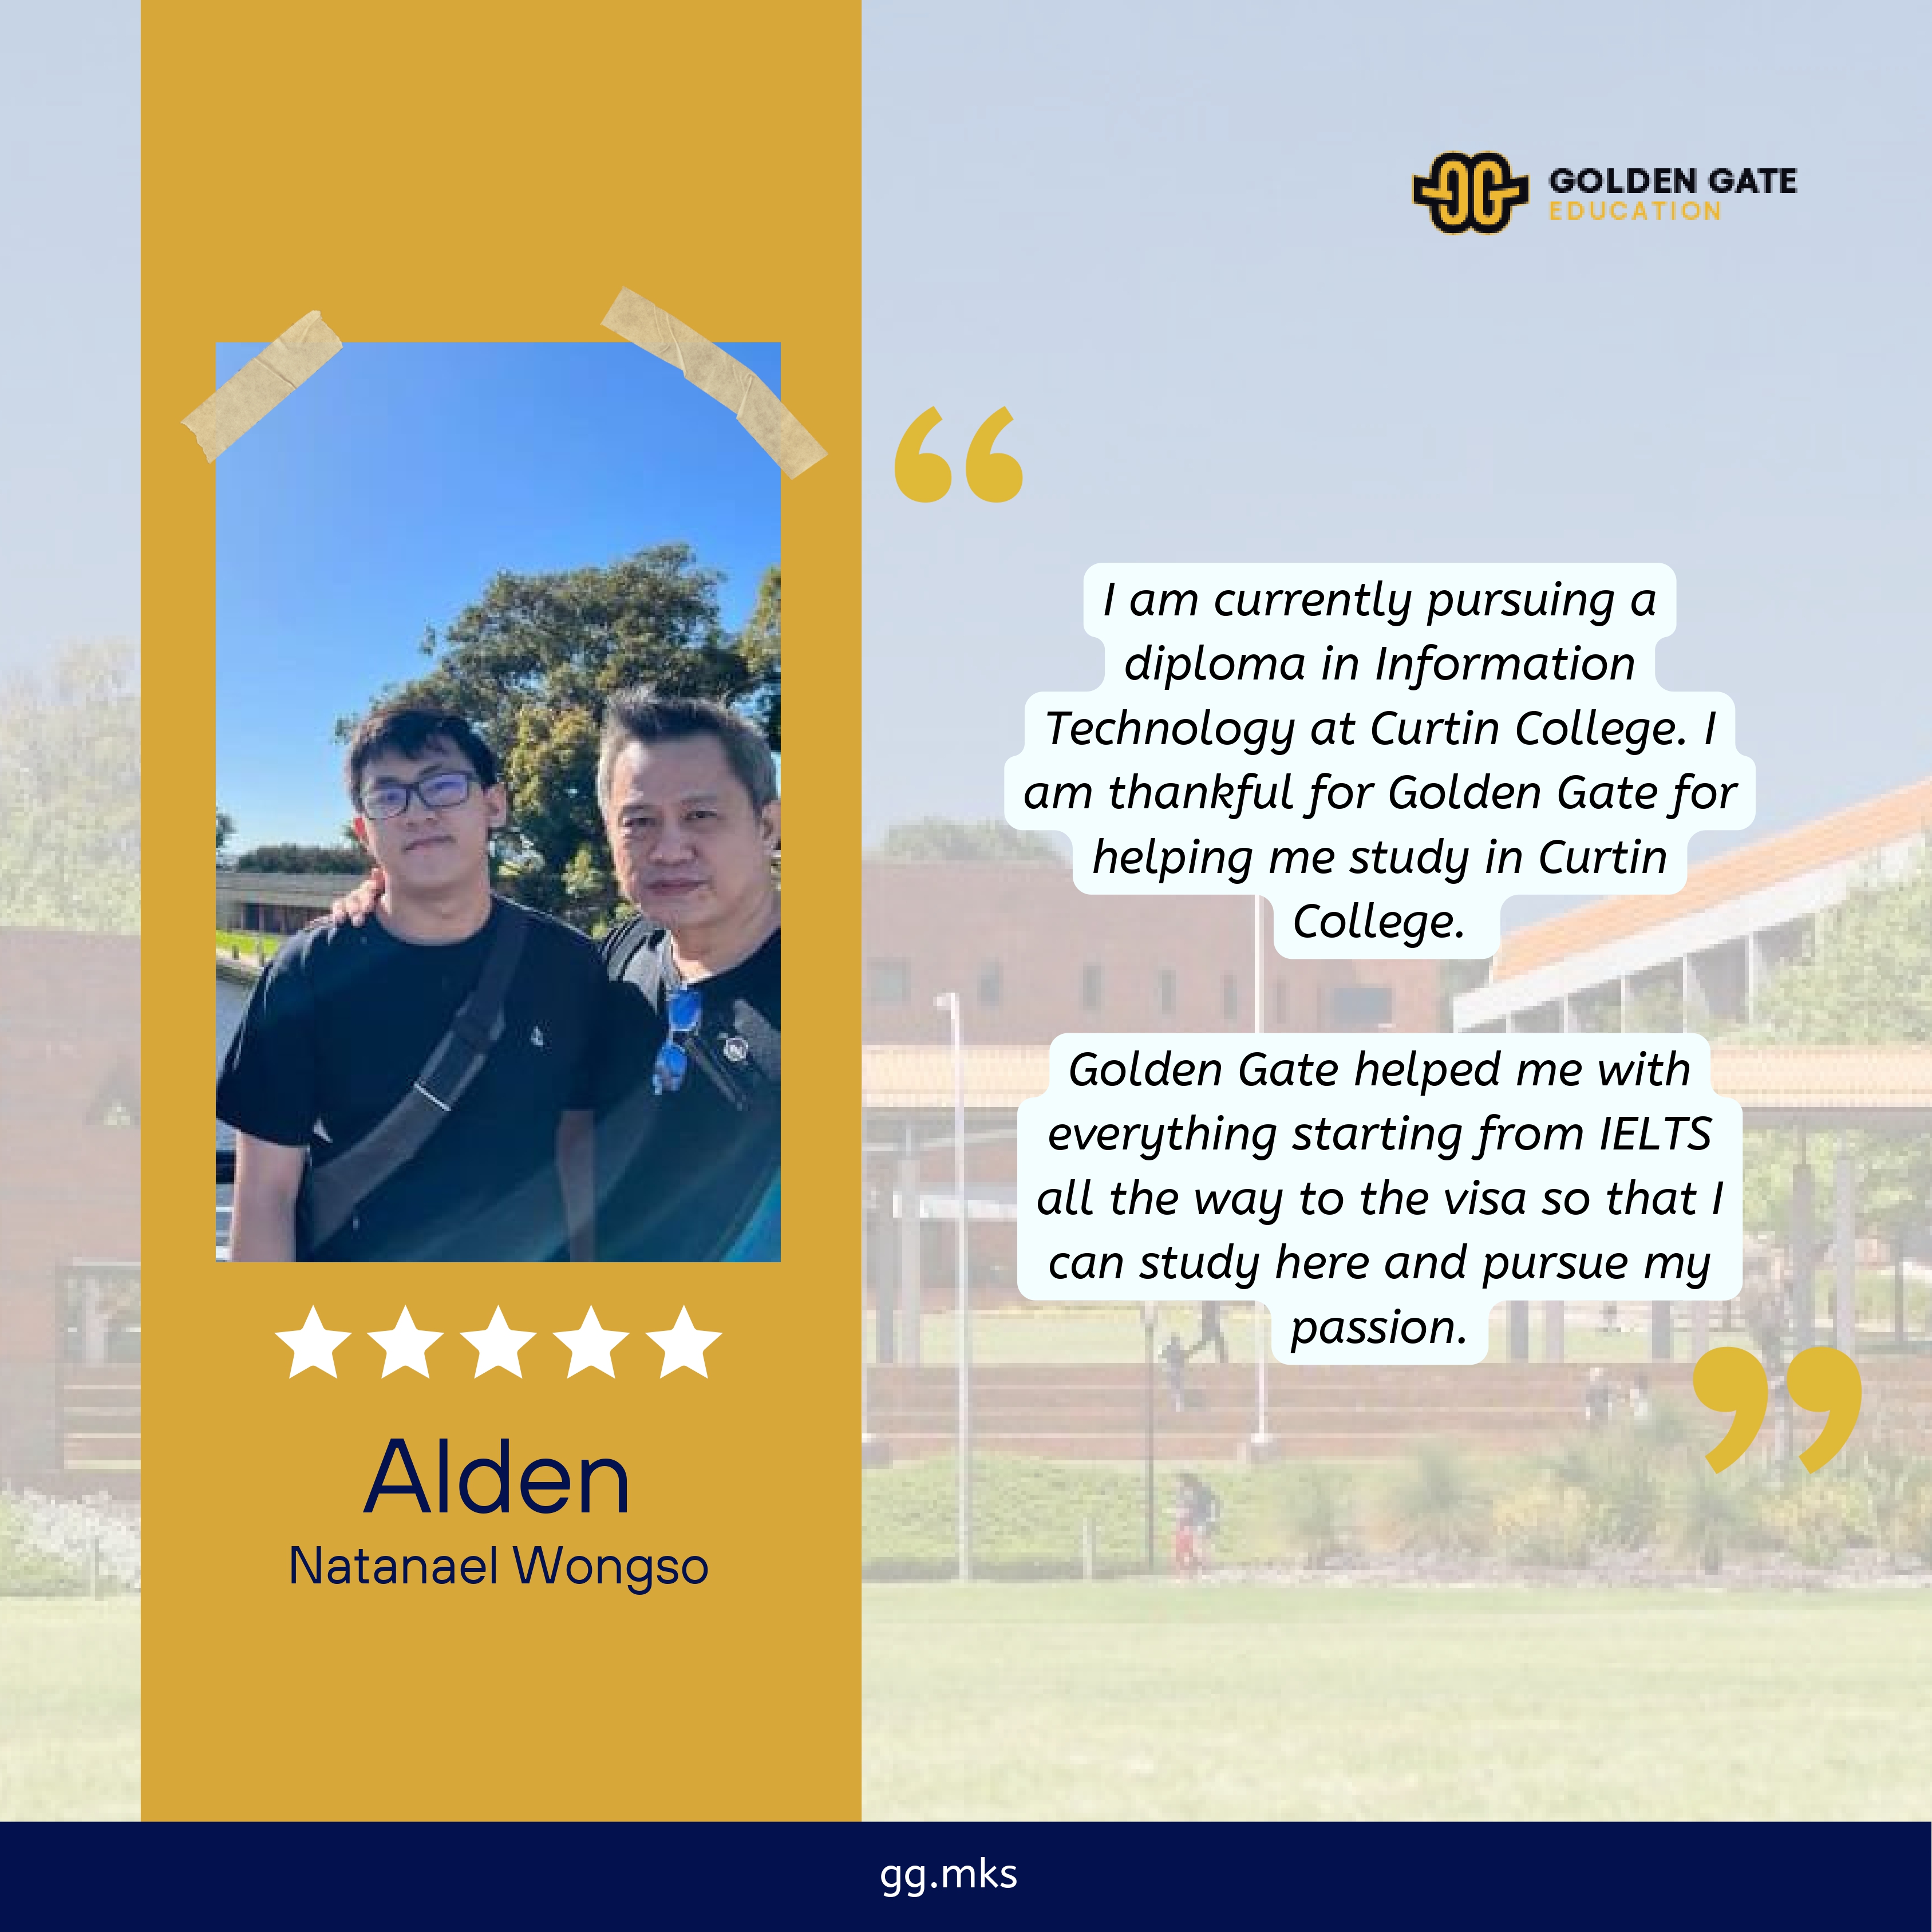 GOLDEN GATE
EDUCATION
“
I am currently pursuing a
diploma in Information
Technology at Curtin College. I
am thankful for Golden Gate for
helping me study in Curtin
College.
Golden Gate helped me with
everything starting from IELTS
all the way to the visa so that I
can study here and pursue my
passion.
”
Alden
Natanael Wongso
gg.mks